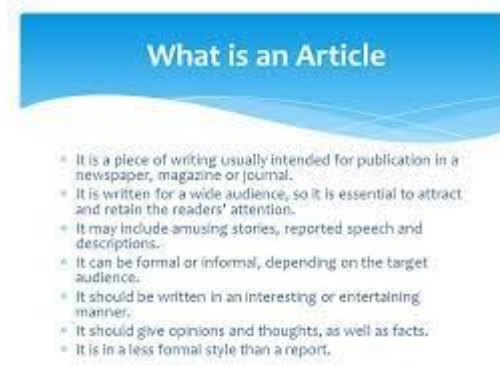 What is an Article
It is a piece of writing usually intended for publication in a
newspaper, magazine or journal.
It is written for a wide audience, so it is essential to attract
and retain the readers' attention.
It may include amusing stories, reported speech and
descriptions.
It can be formal or informal, depending on the target
audience.
It should be written in an interesting or entertaining
manner.
It should give opinions and thoughts, as well as facts.
It is in a less formal style than a report.